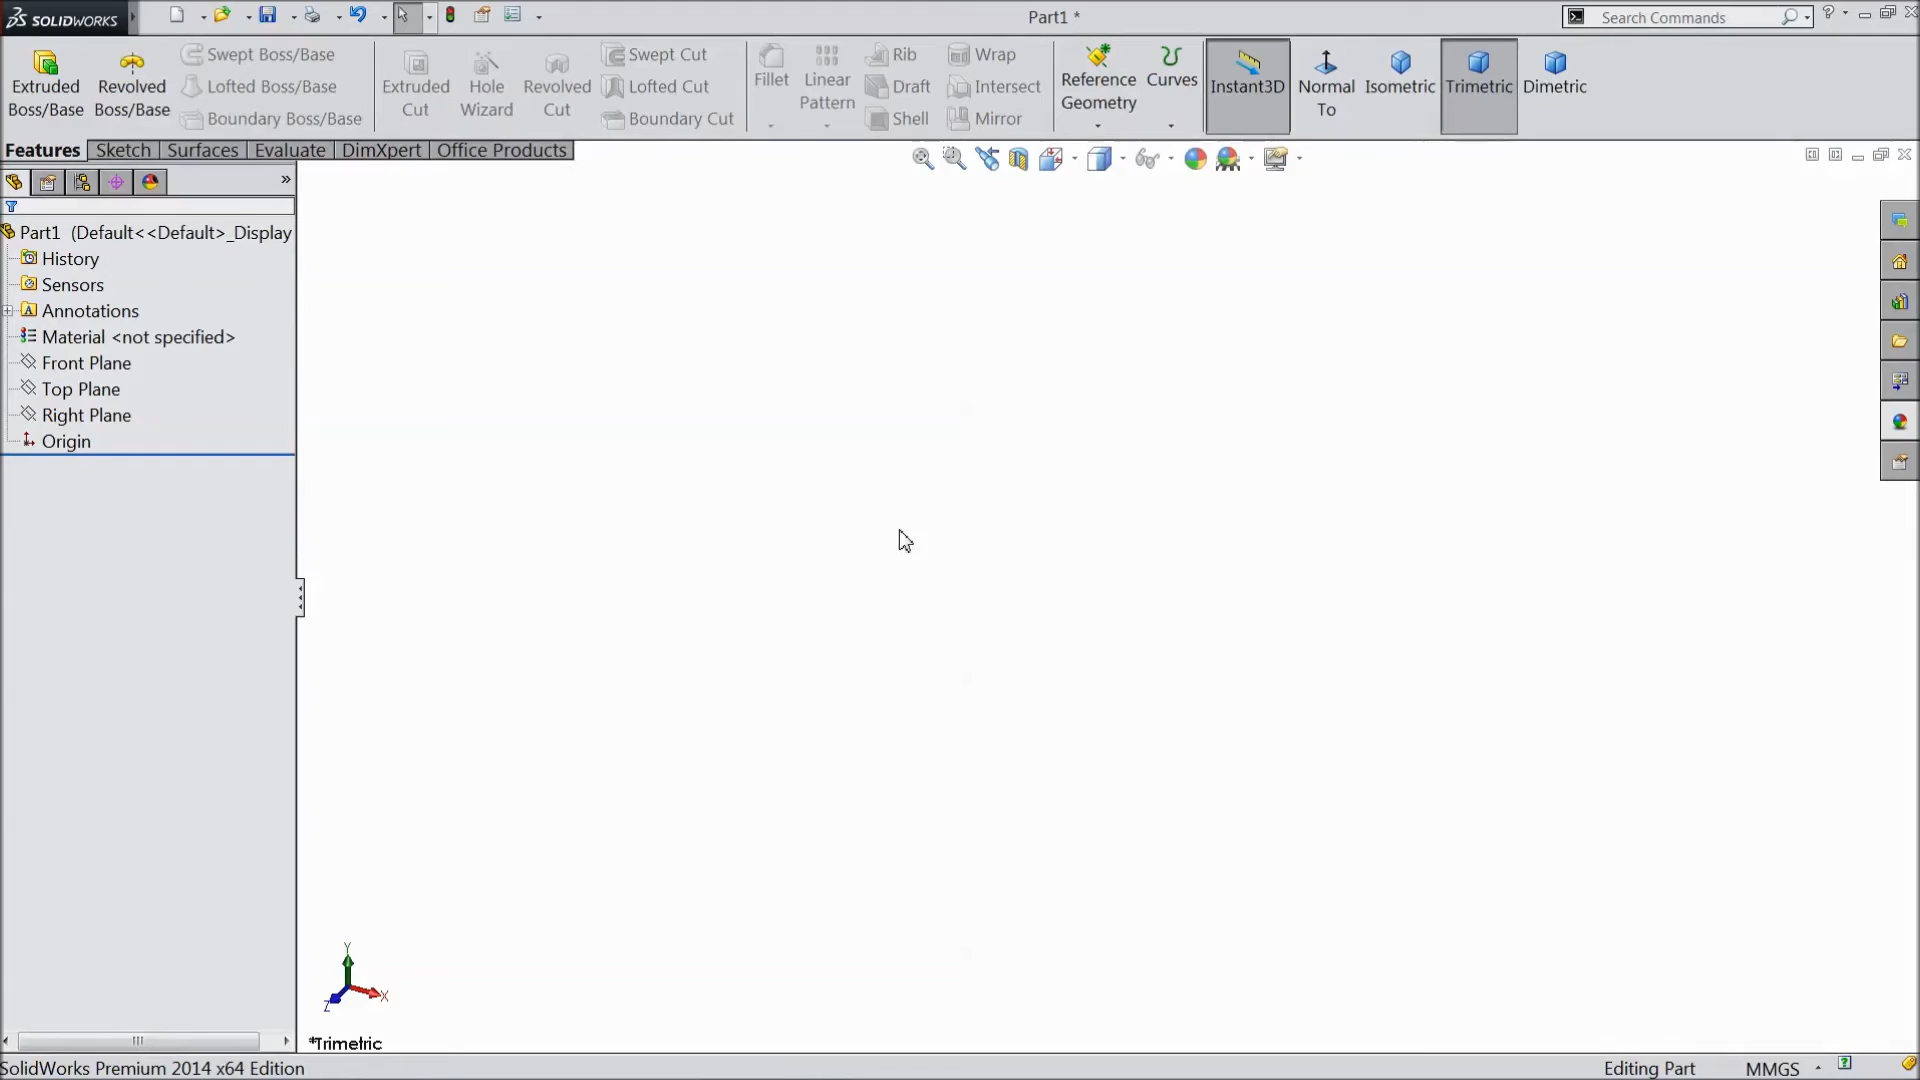 SOLIDWORKS
Part1 *
Search Commands
Extruded Boss/Base
Revolved Boss/Base
Swept Boss/Base
Lofted Boss/Base
Boundary Boss/Base
Extruded Cut
Hole Wizard
Revolved Cut
Swept Cut
Lofted Cut
Boundary Cut
Fillet
Linear Pattern
Rib
Draft
Shell
Wrap
Intersect
Mirror
Reference Geometry
Curves
Instant3D
Normal To
Isometric
Trimetric
Dimetric
Features
Sketch
Surfaces
Evaluate
DimXpert
Office Products
Part1 (Default<<Default>_Display
History
Sensors
Annotations
Material <not specified>
Front Plane
Top Plane
Right Plane
Origin
Y
X
Z
*Trimetric
SolidWorks Premium 2014 x64 Edition
Editing Part
MMGS